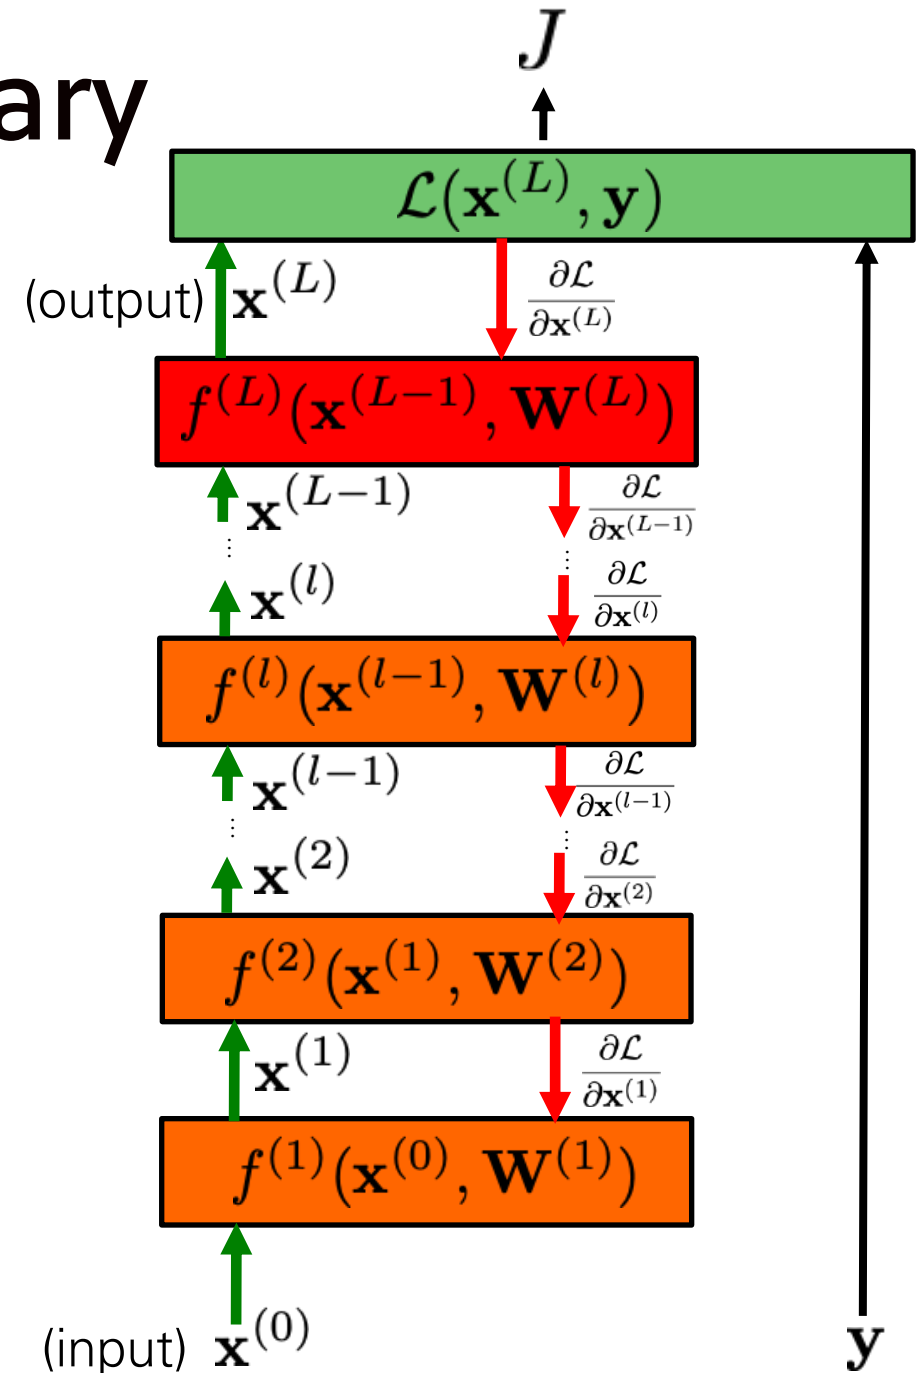 J
ary
ℒ(x^(L), y)
(output) x^(L) ∂ℒ/∂x^(L)
f^(L)(x^(L−1), W^(L))
x^(L−1) ∂ℒ/∂x^(L−1)
⋮ ⋮
x^(l) ∂ℒ/∂x^(l)
f^(l)(x^(l−1), W^(l))
x^(l−1) ∂ℒ/∂x^(l−1)
⋮ ⋮
x^(2) ∂ℒ/∂x^(2)
f^(2)(x^(1), W^(2))
x^(1) ∂ℒ/∂x^(1)
f^(1)(x^(0), W^(1))
(input) x^(0) y